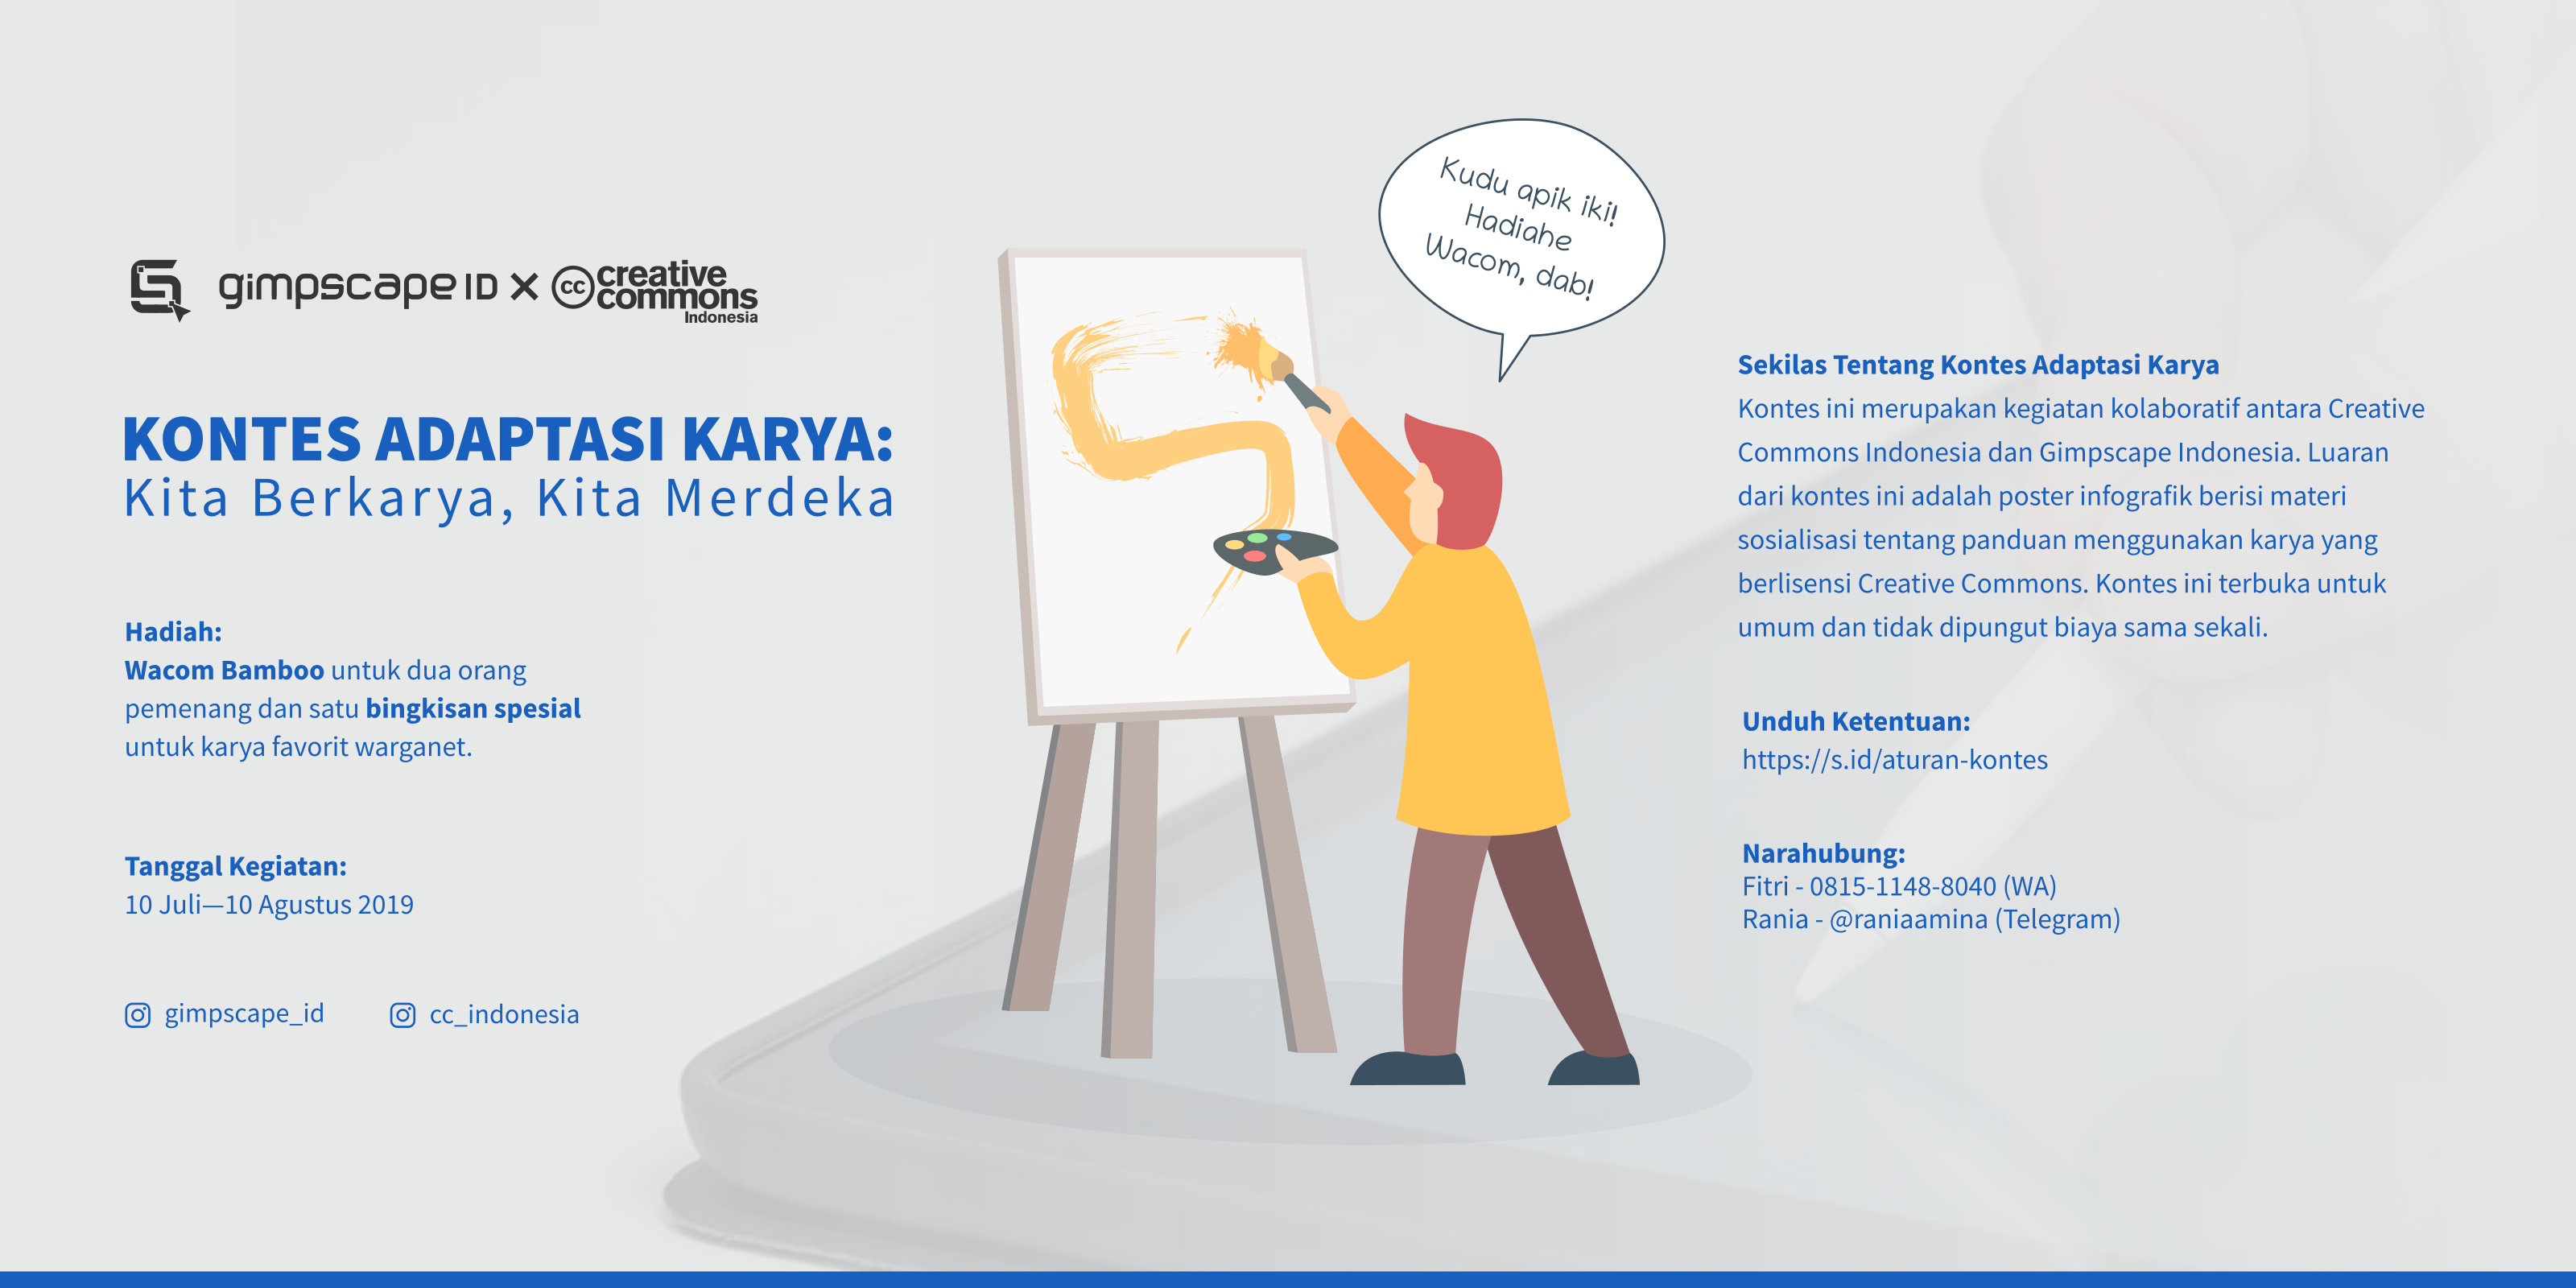 gimpscape ID × cc creative commons Indonesia
KONTES ADAPTASI KARYA:
Kita Berkarya, Kita Merdeka
Hadiah:
Wacom Bamboo untuk dua orang
pemenang dan satu bingkisan spesial
untuk karya favorit warganet.
Tanggal Kegiatan:
10 Juli—10 Agustus 2019
gimpscape_id
cc_indonesia
Kudu apik iki!
Hadiahe
Wacom, dab!
Sekilas Tentang Kontes Adaptasi Karya
Kontes ini merupakan kegiatan kolaboratif antara Creative
Commons Indonesia dan Gimpscape Indonesia. Luaran
dari kontes ini adalah poster infografik berisi materi
sosialisasi tentang panduan menggunakan karya yang
berlisensi Creative Commons. Kontes ini terbuka untuk
umum dan tidak dipungut biaya sama sekali.
Unduh Ketentuan:
https://s.id/aturan-kontes
Narahubung:
Fitri - 0815-1148-8040 (WA)
Rania - @raniaamina (Telegram)